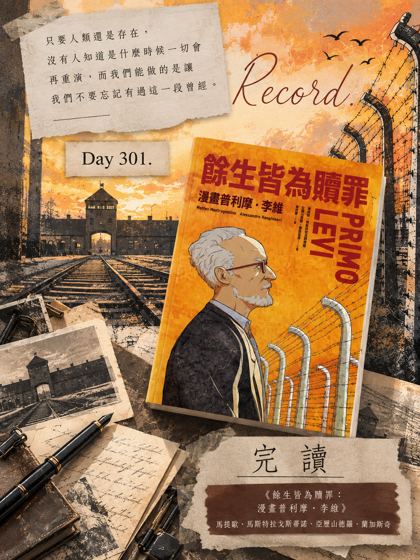 只要人類還是存在，
沒有人知道是什麼時候一切會
再重演，而我們能做的是讓
我們不要忘記有過這一段曾經。
Record.
Day 301.
餘生皆為贖罪
漫畫普利摩・李維
PRIMO
LEVI
完讀
《餘生皆為贖罪：
漫畫普利摩・李維》
馬提歐・馬斯特拉戈斯蒂諾、亞歷山德羅・蘭加斯奇